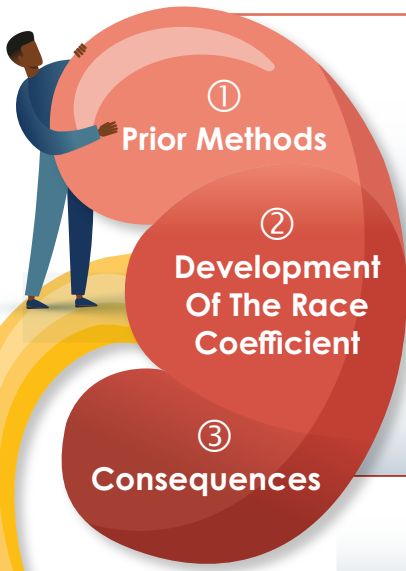 ①
Prior Methods
②
Development
Of The Race
Coefficient
③
Consequences